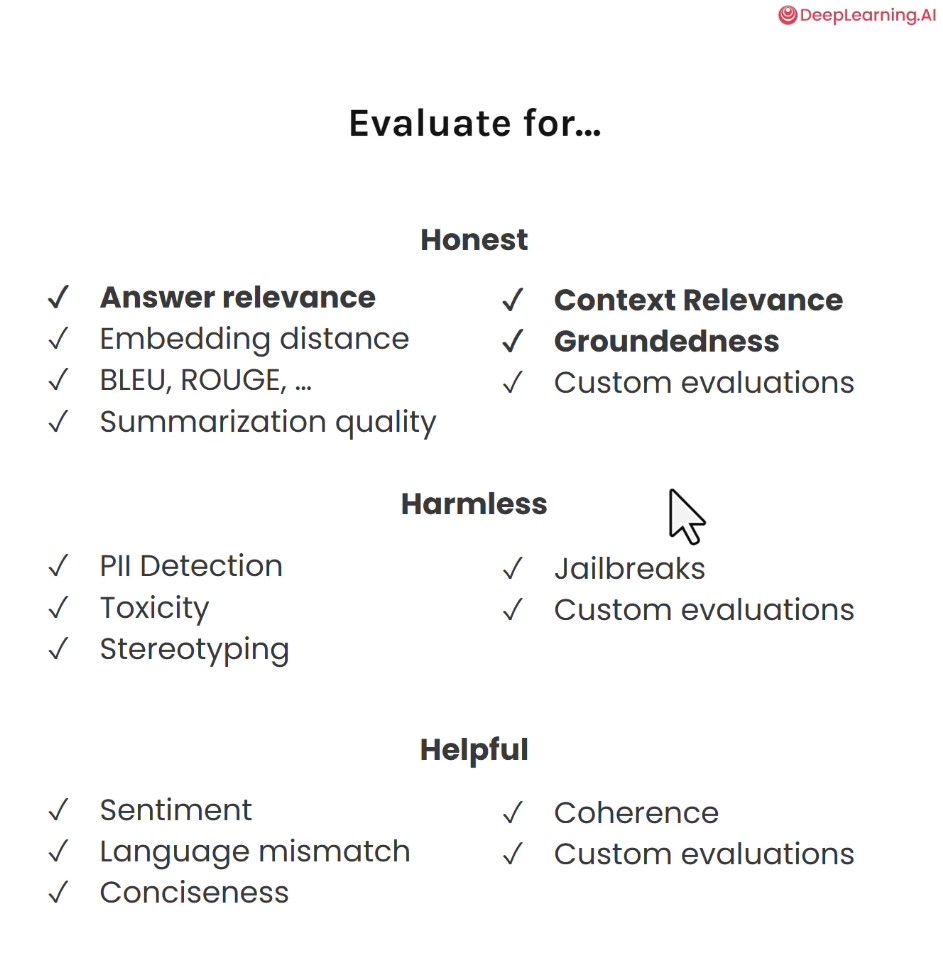 DeepLearning.AI
Evaluate for...
Honest
✓ Answer relevance
✓ Embedding distance
✓ BLEU, ROUGE, ...
✓ Summarization quality
✓ Context Relevance
✓ Groundedness
✓ Custom evaluations
Harmless
✓ PII Detection
✓ Toxicity
✓ Stereotyping
✓ Jailbreaks
✓ Custom evaluations
Helpful
✓ Sentiment
✓ Language mismatch
✓ Conciseness
✓ Coherence
✓ Custom evaluations